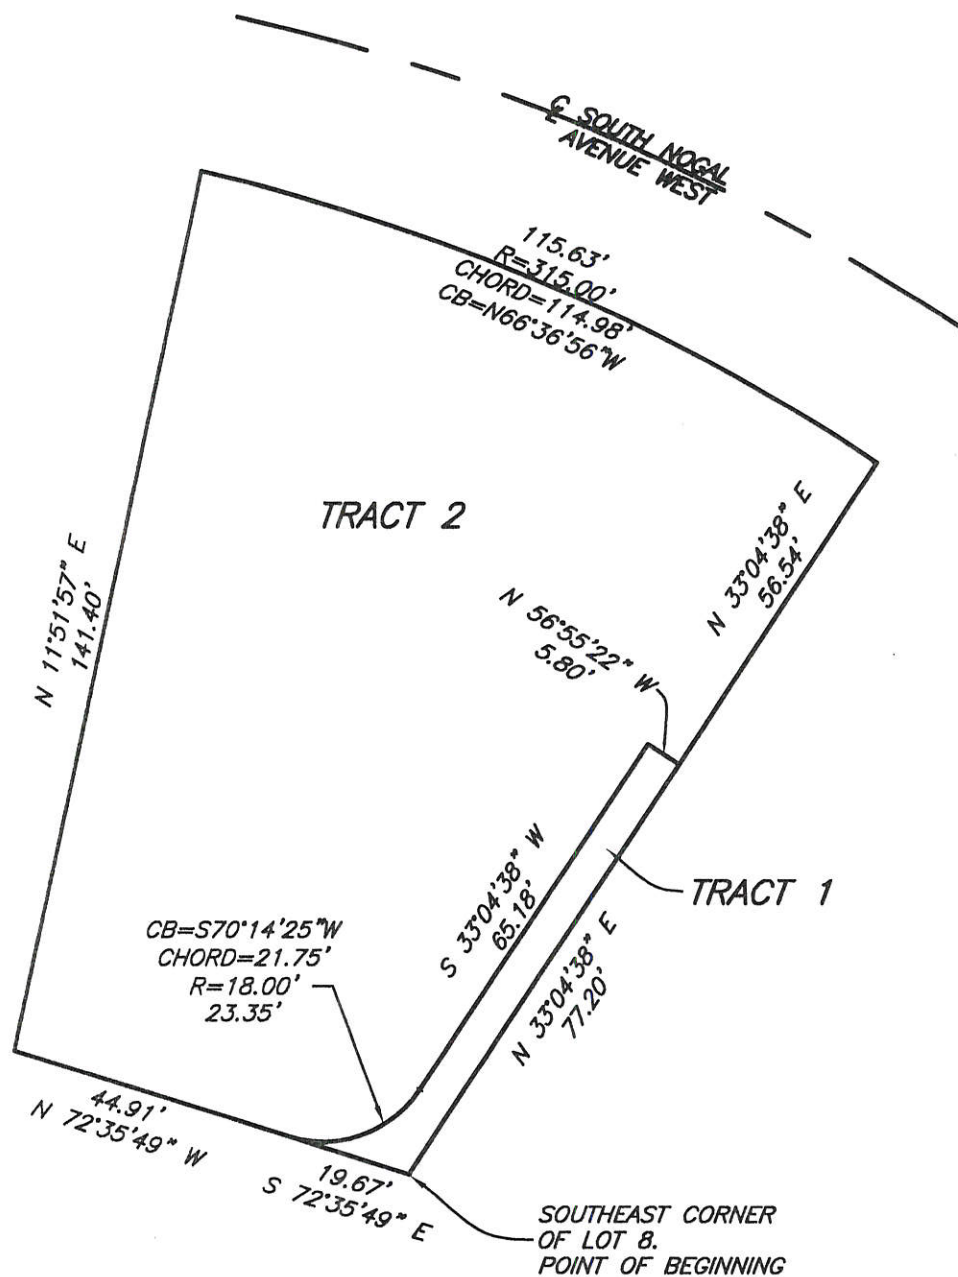 ℄ SOUTH NOGAL
AVENUE WEST
115.63'
R=315.00'
CHORD=114.98'
CB=N66°36'56"W
TRACT 2
N 11°51'57" E
141.40'
N 33°04'38" E
56.54'
N 56°55'22" W
5.80'
S 33°04'38" W
65.18'
TRACT 1
N 33°04'38" E
77.20'
CB=S70°14'25"W
CHORD=21.75'
R=18.00'
23.35'
44.91'
N 72°35'49" W
19.67'
S 72°35'49" E
SOUTHEAST CORNER
OF LOT 8.
POINT OF BEGINNING